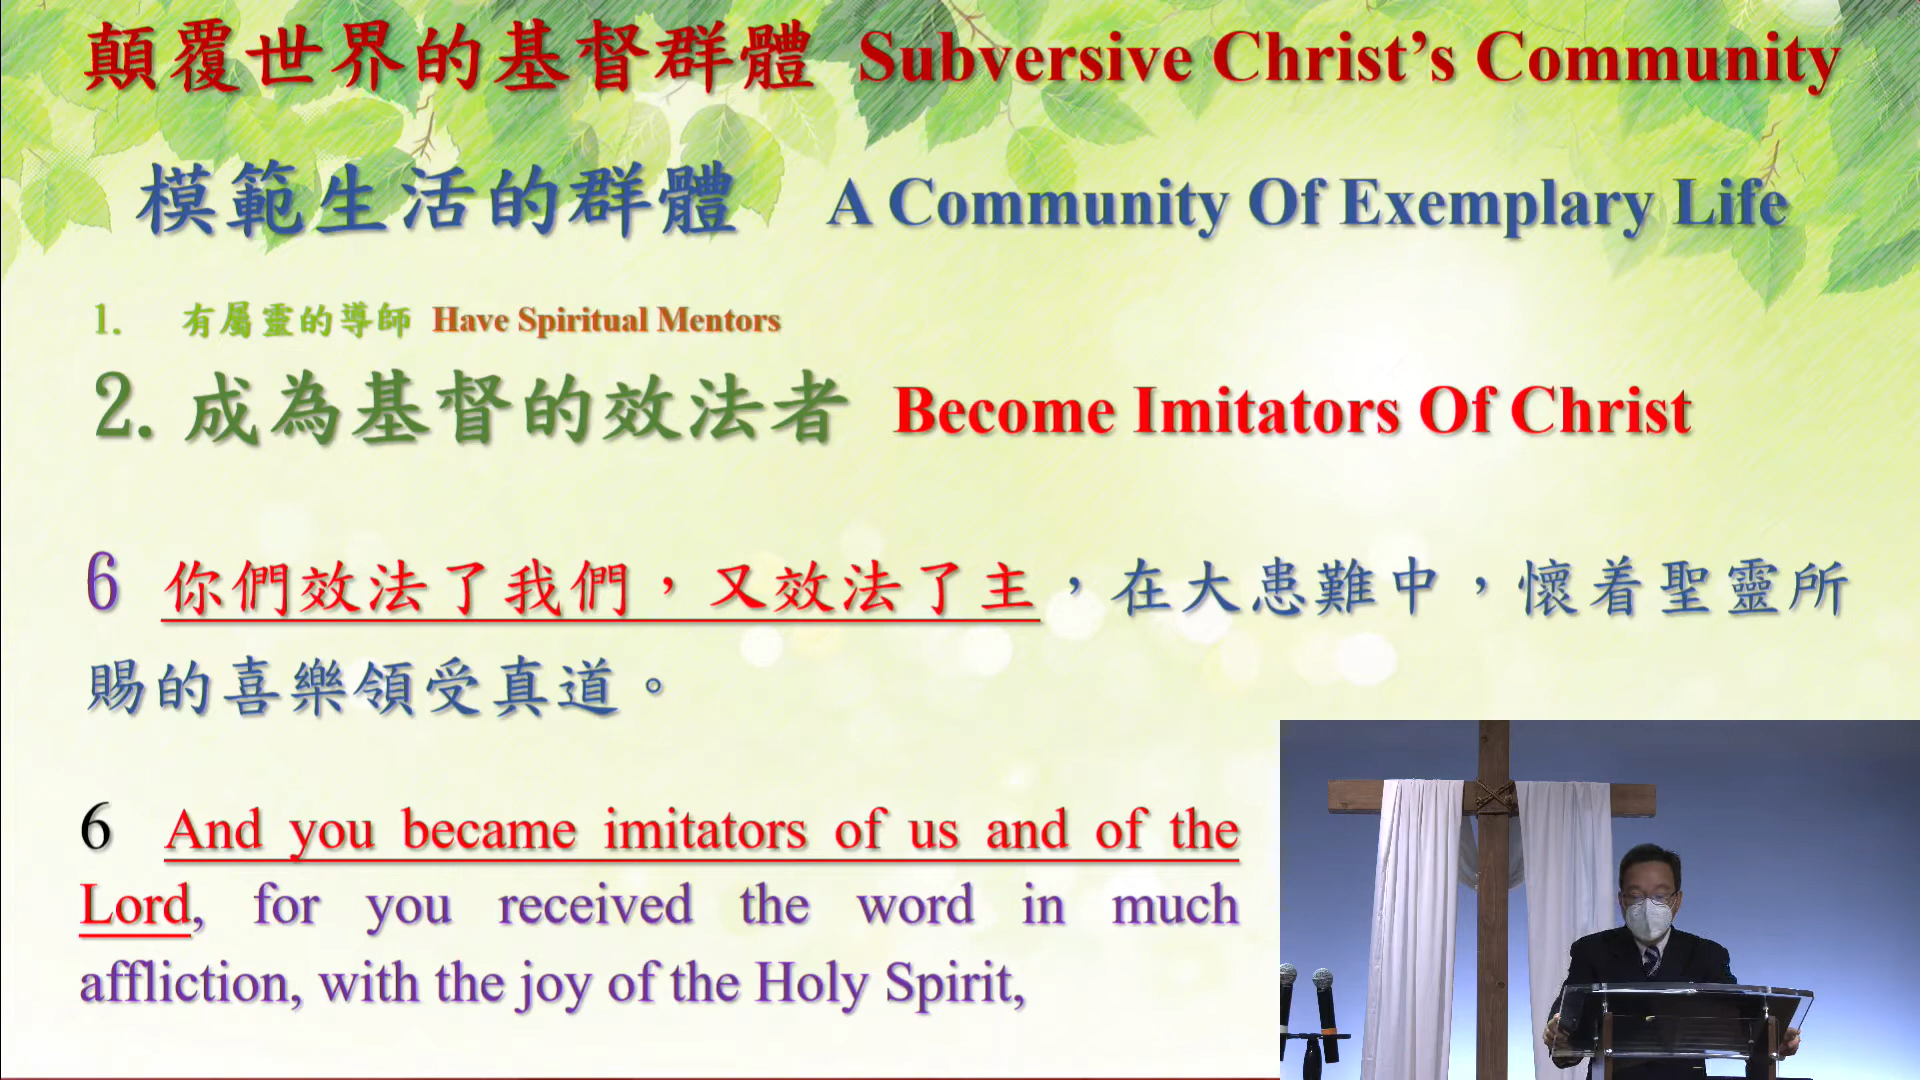 顛覆世界的基督群體 Subversive Christ's Community
模範生活的群體 A Community Of Exemplary Life
1. 有屬靈的導師 Have Spiritual Mentors
2. 成為基督的效法者 Become Imitators Of Christ
6 你們效法了我們，又效法了主，在大患難中，懷着聖靈所
賜的喜樂領受真道。
6 And you became imitators of us and of the
Lord, for you received the word in much
affliction, with the joy of the Holy Spirit,